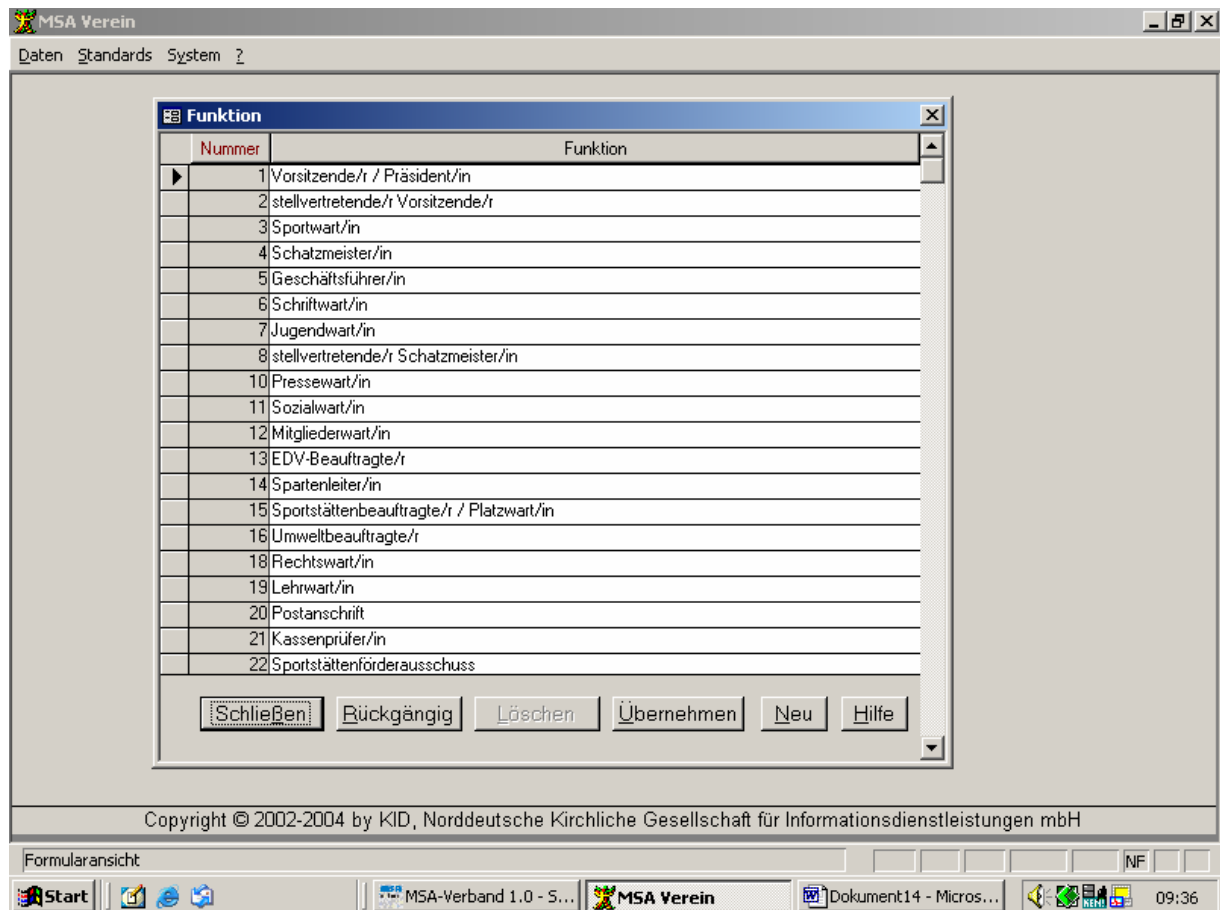 MSA Verein
Daten Standards System ?
Funktion
Nummer Funktion
1 Vorsitzende/r / Präsident/in
2 stellvertretende/r Vorsitzende/r
3 Sportwart/in
4 Schatzmeister/in
5 Geschäftsführer/in
6 Schriftwart/in
7 Jugendwart/in
8 stellvertretende/r Schatzmeister/in
10 Pressewart/in
11 Sozialwart/in
12 Mitgliederwart/in
13 EDV-Beauftragte/r
14 Spartenleiter/in
15 Sportstättenbeauftragte/r / Platzwart/in
16 Umweltbeauftragte/r
18 Rechtswart/in
19 Lehrwart/in
20 Postanschrift
21 Kassenprüfer/in
22 Sportstättenförderausschuss
Schließen Rückgängig Löschen Übernehmen Neu Hilfe
Copyright © 2002-2004 by KID, Norddeutsche Kirchliche Gesellschaft für Informationsdienstleistungen mbH
Formularansicht NF
Start MSA-Verband 1.0 - S... MSA Verein Dokument14 - Micros... 09:36